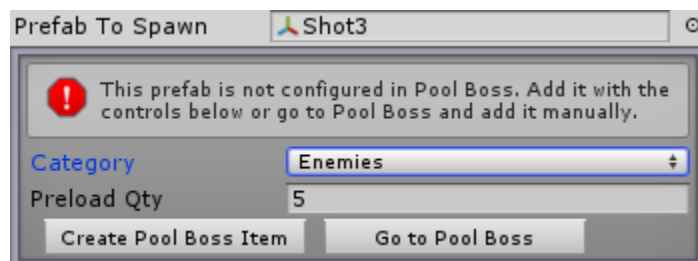 Prefab To Spawn Shot3
This prefab is not configured in Pool Boss. Add it with the
controls below or go to Pool Boss and add it manually.
Category Enemies
Preload Qty 5
Create Pool Boss Item Go to Pool Boss